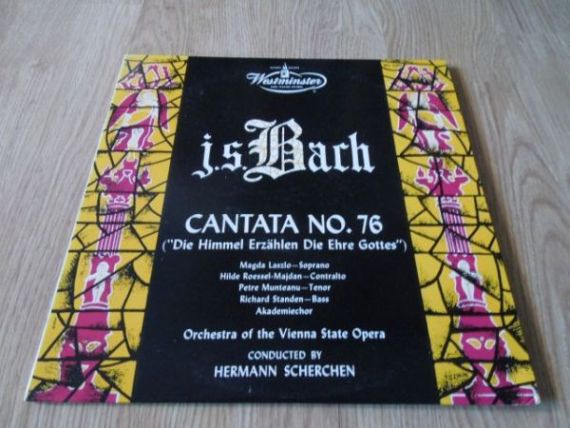 Westminster
j.s Bach
CANTATA NO. 76
("Die Himmel Erzählen Die Ehre Gottes")
Magda Laszlo—Soprano
Hilde Roessel-Majdan—Contralto
Petre Munteanu—Tenor
Richard Standen—Bass
Akademiechor
Orchestra of the Vienna State Opera
CONDUCTED BY
HERMANN SCHERCHEN